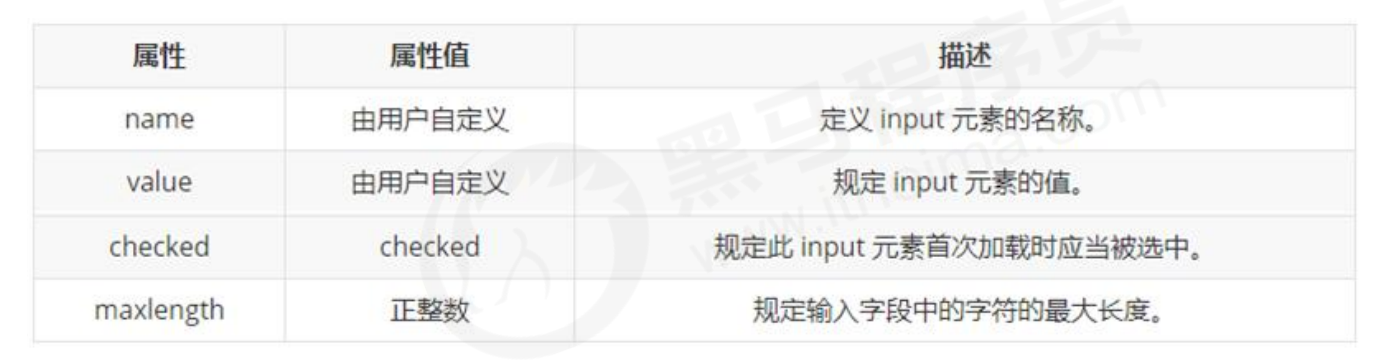 属性 属性值 描述
name 由用户自定义 定义 input 元素的名称。
value 由用户自定义 规定 input 元素的值。
checked checked 规定此 input 元素首次加载时应当被选中。
maxlength 正整数 规定输入字段中的字符的最大长度。
黑马程序员
www.itheima.com